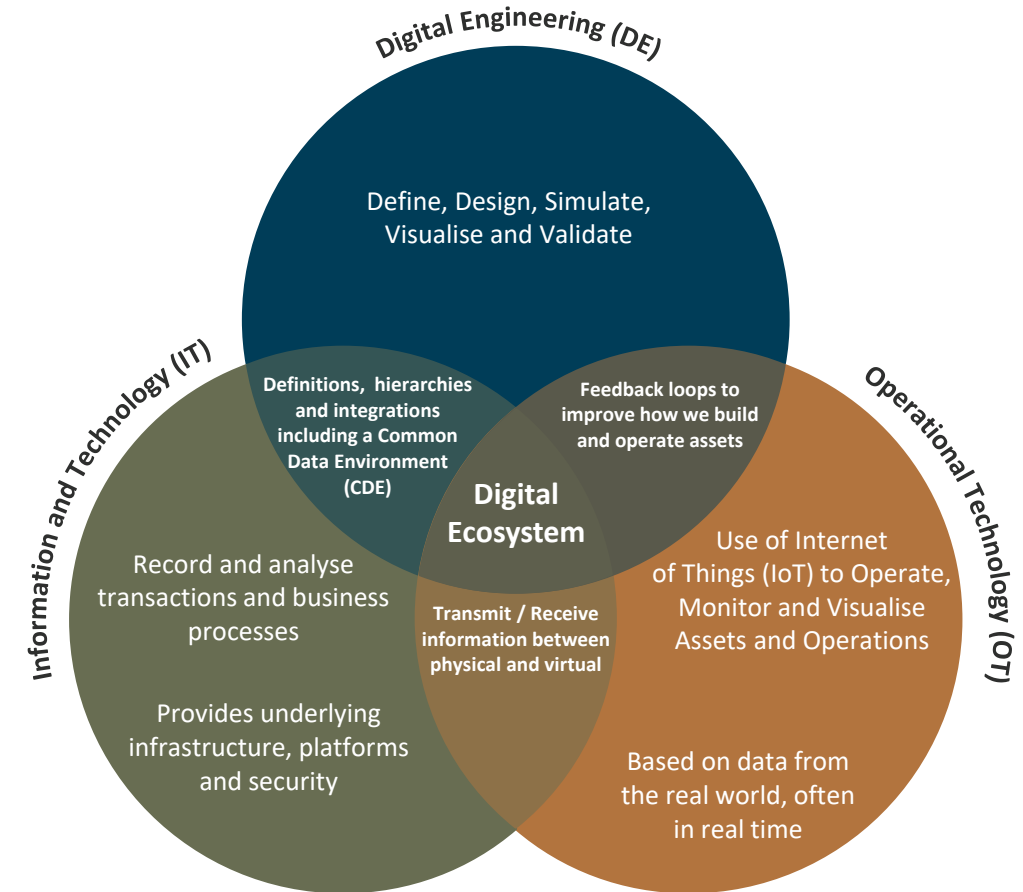 Digital Engineering (DE)
Define, Design, Simulate,
Visualise and Validate
Information and Technology (IT)
Operational Technology (OT)
Definitions, hierarchies
and integrations
including a Common
Data Environment
(CDE)
Feedback loops to
improve how we build
and operate assets
Digital
Ecosystem
Record and analyse
transactions and business
processes
Provides underlying
infrastructure, platforms
and security
Transmit / Receive
information between
physical and virtual
Use of Internet
of Things (IoT) to Operate,
Monitor and Visualise
Assets and Operations
Based on data from
the real world, often
in real time